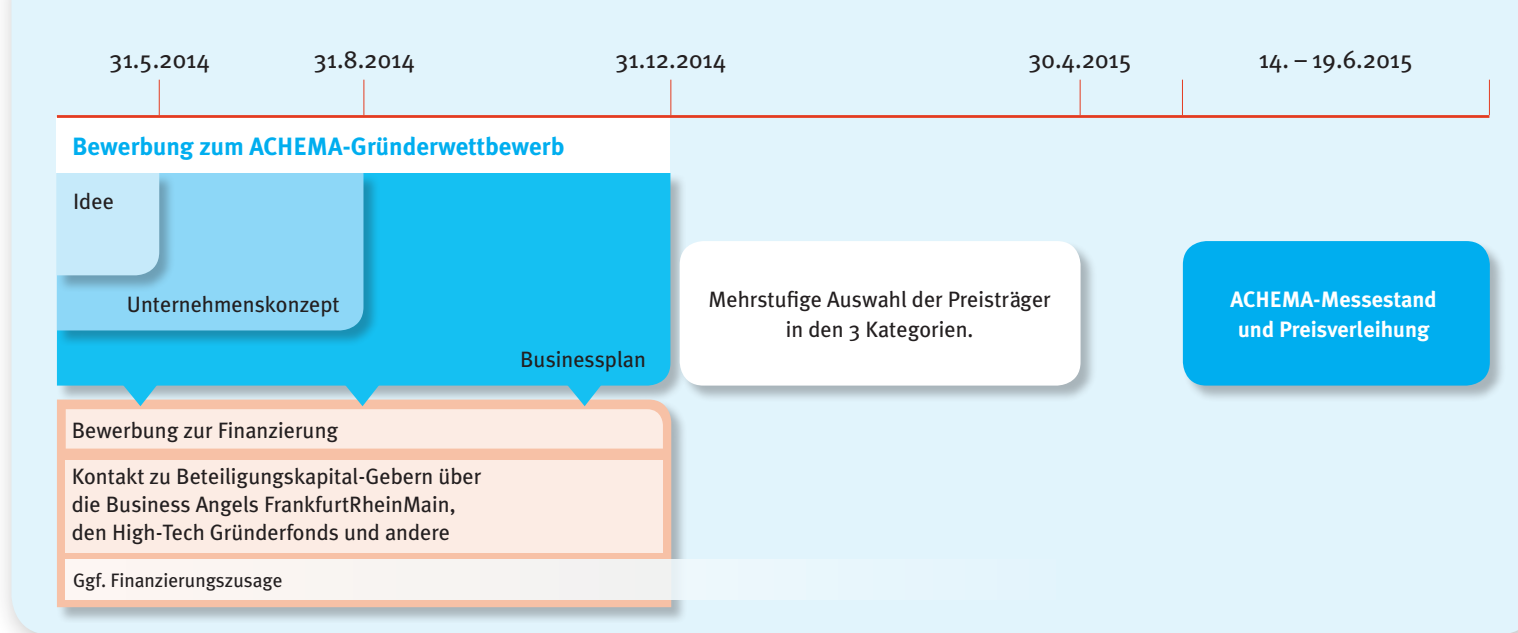 31.5.2014
31.8.2014
31.12.2014
30.4.2015
14. – 19.6.2015
Bewerbung zum ACHEMA-Gründerwettbewerb
Idee
Unternehmenskonzept
Businessplan
Mehrstufige Auswahl der Preisträger
in den 3 Kategorien.
ACHEMA-Messestand
und Preisverleihung
Bewerbung zur Finanzierung
Kontakt zu Beteiligungskapital-Gebern über
die Business Angels FrankfurtRheinMain,
den High-Tech Gründerfonds und andere
Ggf. Finanzierungszusage